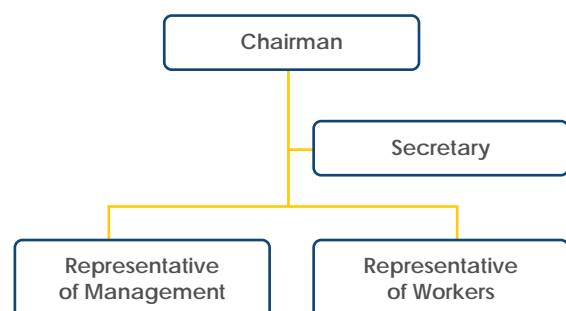 Chairman
Secretary
Representative
of Management
Representative
of Workers